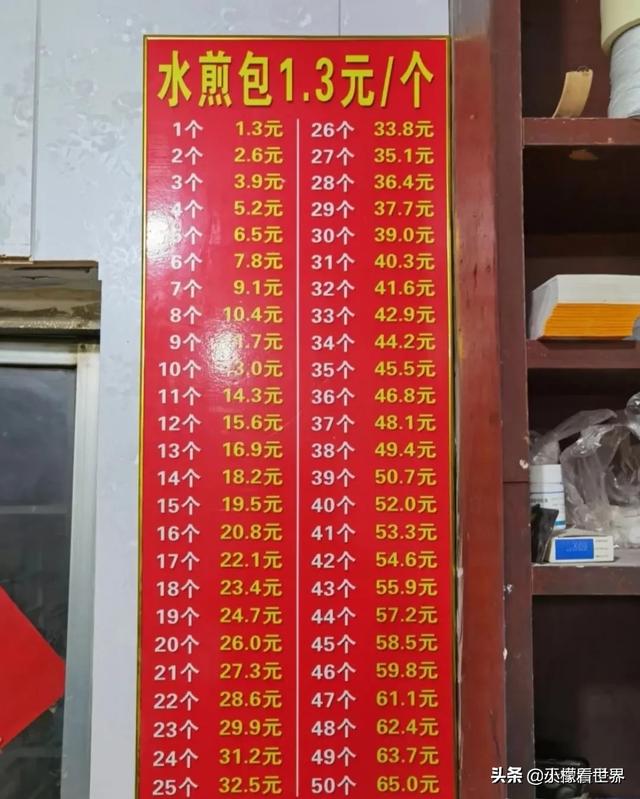 水煎包1.3元/个
1个 1.3元
2个 2.6元
3个 3.9元
4个 5.2元
5个 6.5元
6个 7.8元
7个 9.1元
8个 10.4元
9个 11.7元
10个 13.0元
11个 14.3元
12个 15.6元
13个 16.9元
14个 18.2元
15个 19.5元
16个 20.8元
17个 22.1元
18个 23.4元
19个 24.7元
20个 26.0元
21个 27.3元
22个 28.6元
23个 29.9元
24个 31.2元
25个 32.5元
26个 33.8元
27个 35.1元
28个 36.4元
29个 37.7元
30个 39.0元
31个 40.3元
32个 41.6元
33个 42.9元
34个 44.2元
35个 45.5元
36个 46.8元
37个 48.1元
38个 49.4元
39个 50.7元
40个 52.0元
41个 53.3元
42个 54.6元
43个 55.9元
44个 57.2元
45个 58.5元
46个 59.8元
47个 61.1元
48个 62.4元
49个 63.7元
50个 65.0元
头条 @木檬看世界